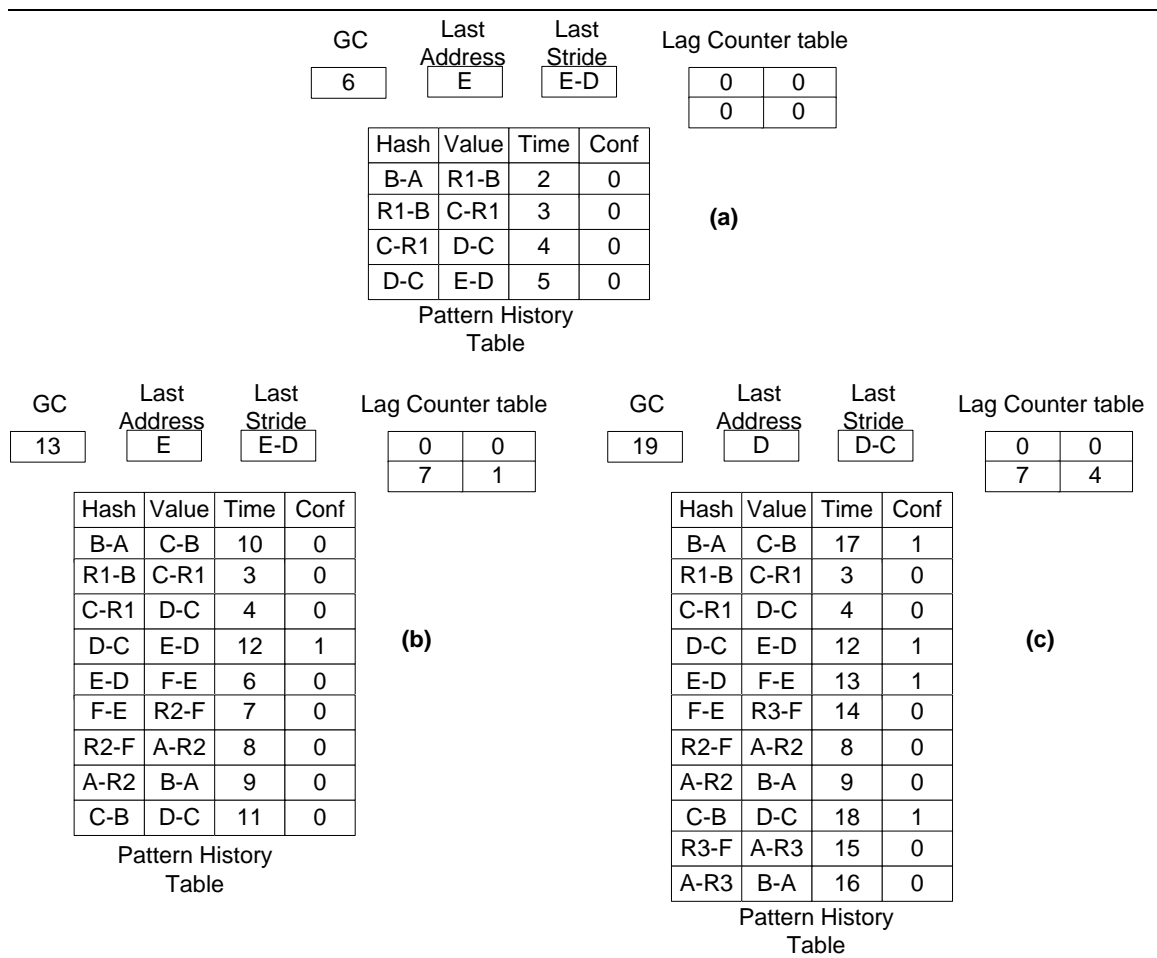 GC Last Address Last Stride Lag Counter table
6 E E-D 0 0
0 0
Hash Value Time Conf
B-A R1-B 2 0
R1-B C-R1 3 0
C-R1 D-C 4 0
D-C E-D 5 0
Pattern History
Table
(a)
GC Last Address Last Stride Lag Counter table
13 E E-D 0 0
7 1
Hash Value Time Conf
B-A C-B 10 0
R1-B C-R1 3 0
C-R1 D-C 4 0
D-C E-D 12 1
E-D F-E 6 0
F-E R2-F 7 0
R2-F A-R2 8 0
A-R2 B-A 9 0
C-B D-C 11 0
Pattern History
Table
(b)
GC Last Address Last Stride Lag Counter table
19 D D-C 0 0
7 4
Hash Value Time Conf
B-A C-B 17 1
R1-B C-R1 3 0
C-R1 D-C 4 0
D-C E-D 12 1
E-D F-E 13 1
F-E R3-F 14 0
R2-F A-R2 8 0
A-R2 B-A 9 0
C-B D-C 18 1
R3-F A-R3 15 0
A-R3 B-A 16 0
Pattern History
Table
(c)